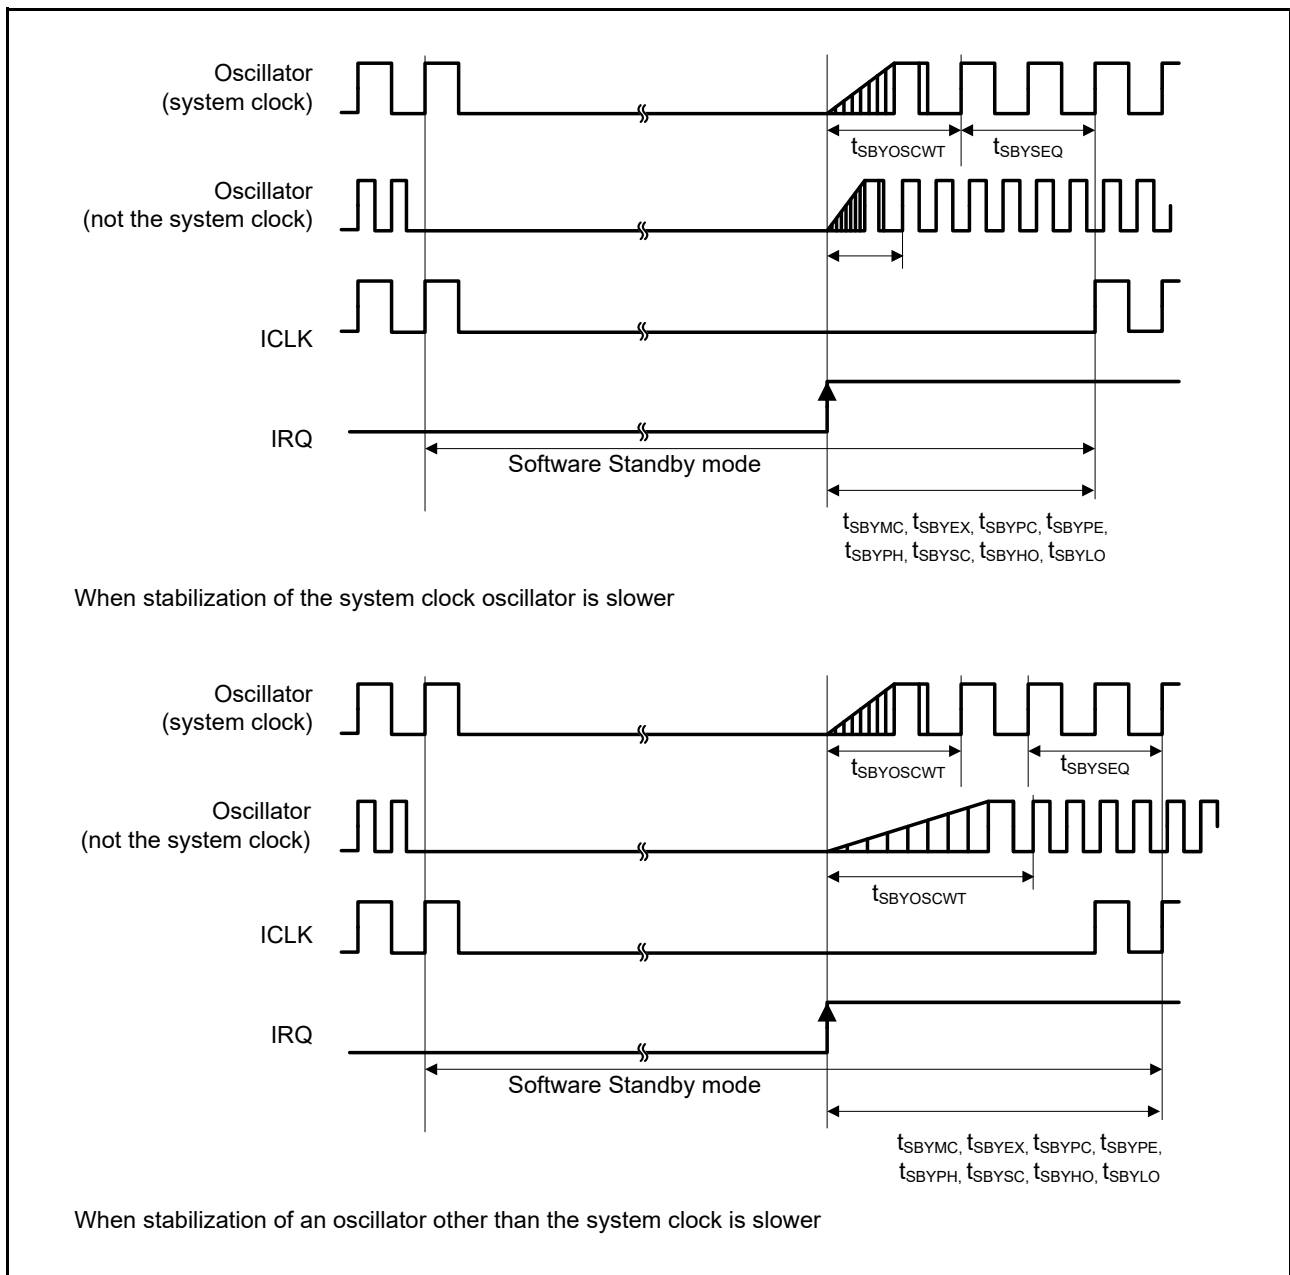 Oscillator
(system clock)
tSBYOSCWT
tSBYSEQ
Oscillator
(not the system clock)
ICLK
IRQ
Software Standby mode
tSBYMC, tSBYEX, tSBYPC, tSBYPE,
tSBYPH, tSBYSC, tSBYHO, tSBYLO
When stabilization of the system clock oscillator is slower
Oscillator
(system clock)
tSBYOSCWT
tSBYSEQ
Oscillator
(not the system clock)
tSBYOSCWT
ICLK
IRQ
Software Standby mode
tSBYMC, tSBYEX, tSBYPC, tSBYPE,
tSBYPH, tSBYSC, tSBYHO, tSBYLO
When stabilization of an oscillator other than the system clock is slower